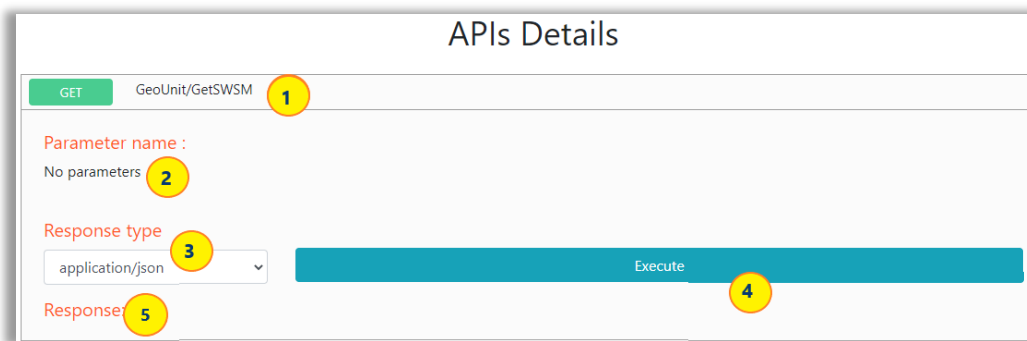 APIs Details
GET GeoUnit/GetSWSM 1
Parameter name :
No parameters 2
Response type 3
application/json Execute 4
Response: 5